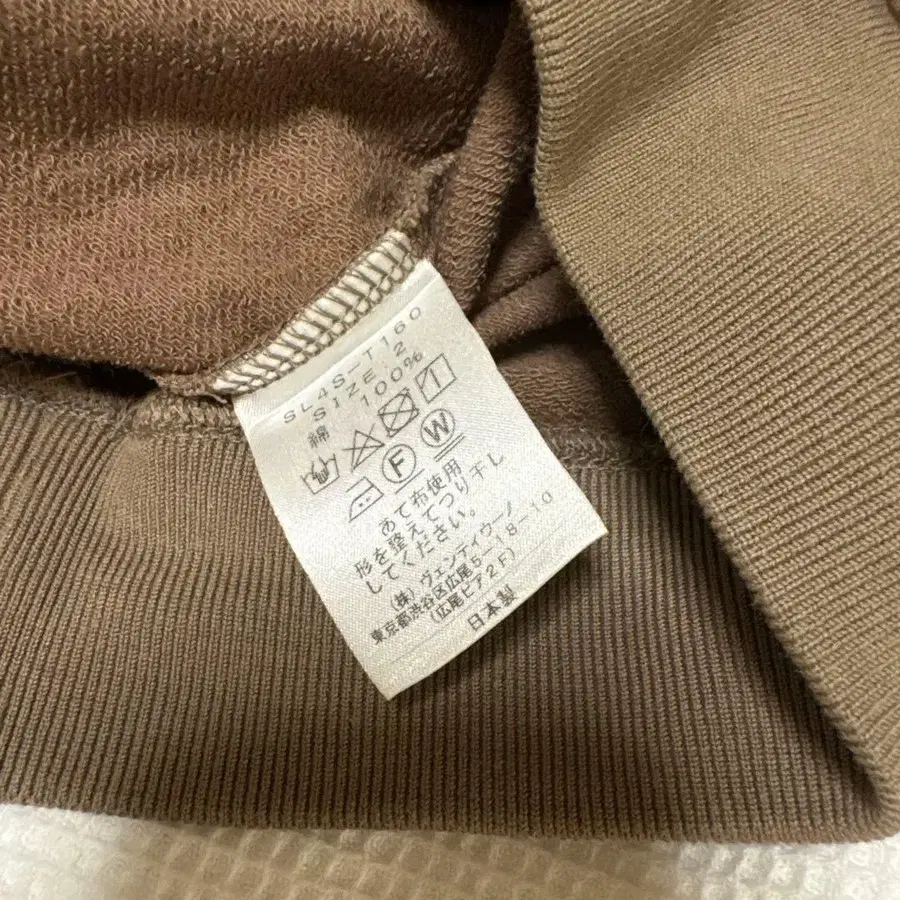 SL4S-T160
SIZE 2
綿 100%
F W
あて布使用
形を整えてつり干し
してください。
(株)ヴェンティウーノ
東京都渋谷区広尾5-18-10
(広尾ピア2F)
日本製